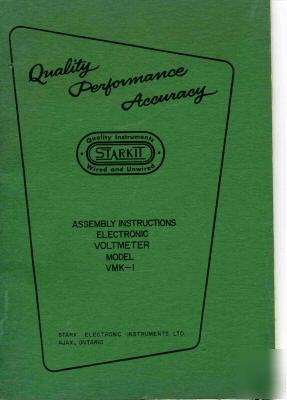 Quality
Performance
Accuracy
Quality Instruments
STARKIT
Wired and Unwired
ASSEMBLY INSTRUCTIONS
ELECTRONIC
VOLTMETER
MODEL
VMK-1
STARK ELECTRONIC INSTRUMENTS LTD.
AJAX, ONTARIO